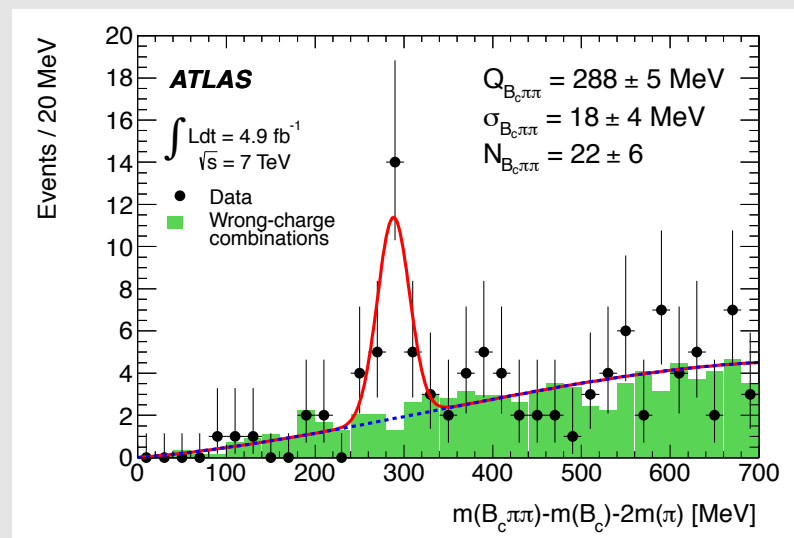 ATLAS
∫ Ldt = 4.9 fb⁻¹
√s = 7 TeV
Data
Wrong-charge
combinations
Q_{B_cππ} = 288 ± 5 MeV
σ_{B_cππ} = 18 ± 4 MeV
N_{B_cππ} = 22 ± 6
Events / 20 MeV
20
18
16
14
12
10
8
6
4
2
0
0 100 200 300 400 500 600 700
m(B_cππ)-m(B_c)-2m(π) [MeV]